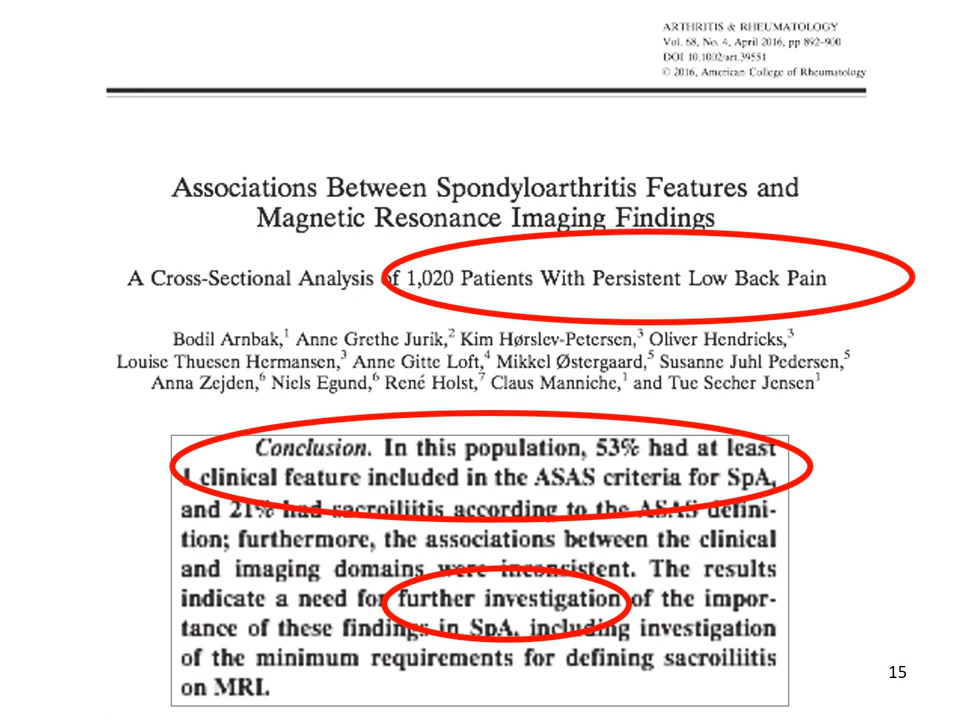 ARTHRITIS & RHEUMATOLOGY
Vol. 68, No. 4, April 2016, pp 892–900
DOI 10.1002/art.39551
© 2016, American College of Rheumatology
Associations Between Spondyloarthritis Features and
Magnetic Resonance Imaging Findings
A Cross-Sectional Analysis of 1,020 Patients With Persistent Low Back Pain
Bodil Arnbak,1 Anne Grethe Jurik,2 Kim Hørslev-Petersen,3 Oliver Hendricks,3
Louise Thuesen Hermansen,3 Anne Gitte Loft,4 Mikkel Østergaard,5 Susanne Juhl Pedersen,5
Anna Zejden,6 Niels Egund,6 René Holst,7 Claus Manniche,1 and Tue Secher Jensen1
Conclusion. In this population, 53% had at least
1 clinical feature included in the ASAS criteria for SpA,
and 21% had sacroiliitis according to the ASAS defini-
tion; furthermore, the associations between the clinical
and imaging domains were inconsistent. The results
indicate a need for further investigation of the impor-
tance of these findings in SpA, including investigation
of the minimum requirements for defining sacroiliitis
on MRI.
15